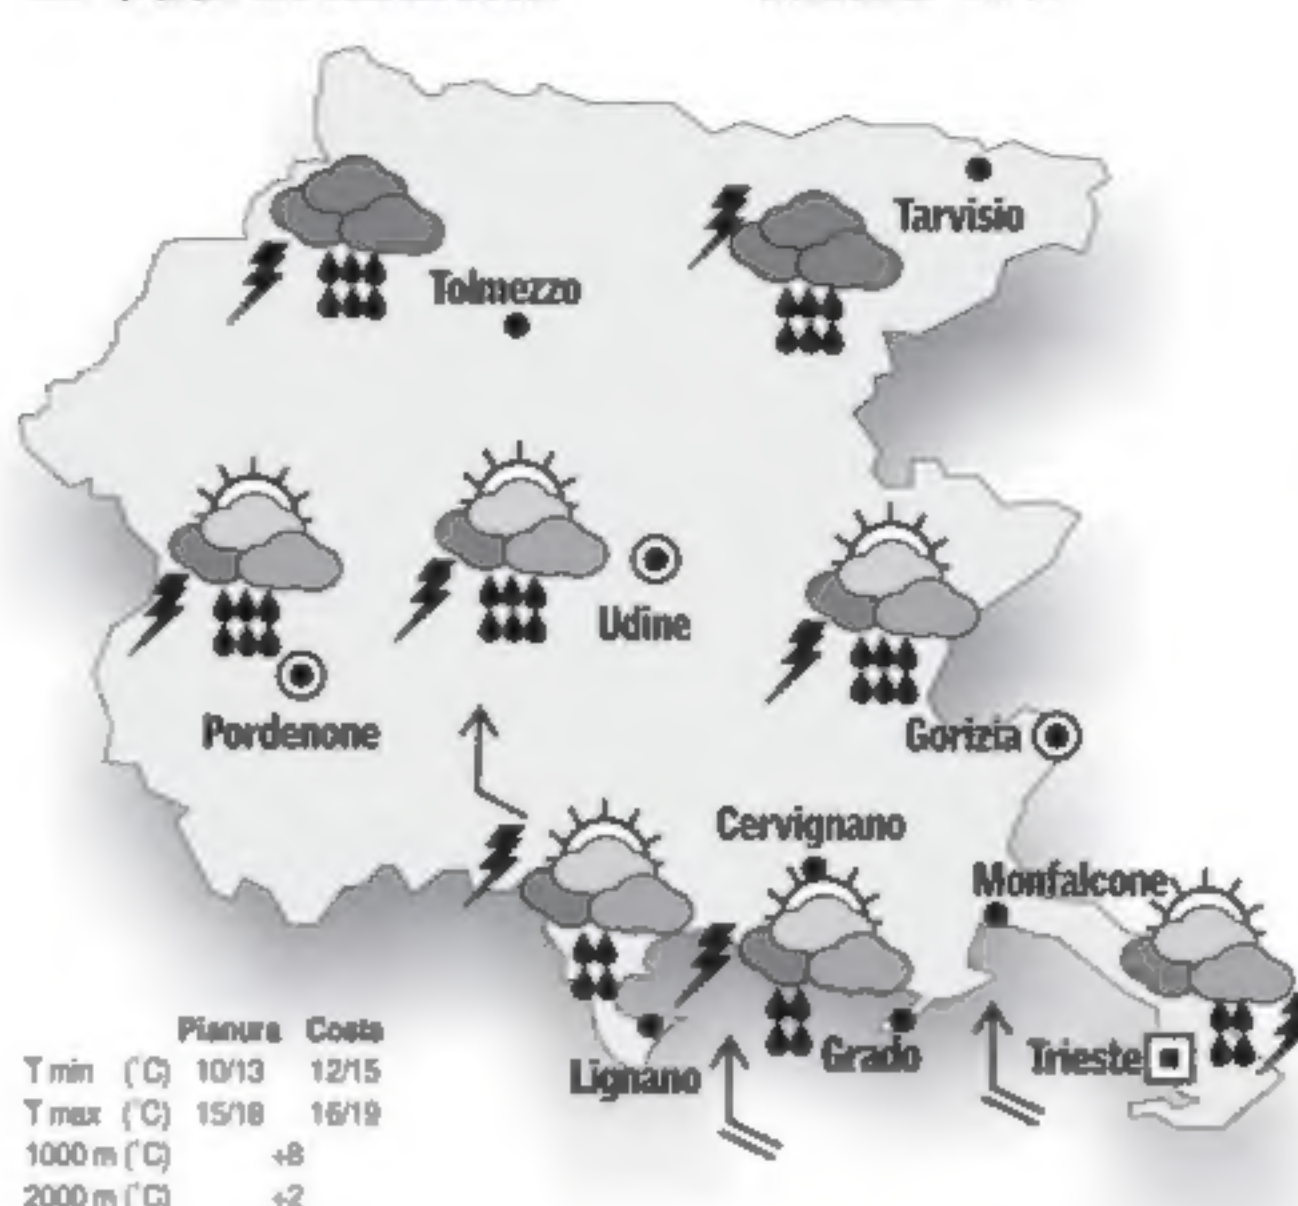 Tarvisio
Tolmezzo
Udine
Pordenone
Gorizia
Cervignano
Monfalcone
Grado
Trieste
Lignano
Pianura Costa
T min (°C) 10/13 12/15
T max (°C) 15/18 16/19
1000 m (°C) +8
2000 m (°C) +2